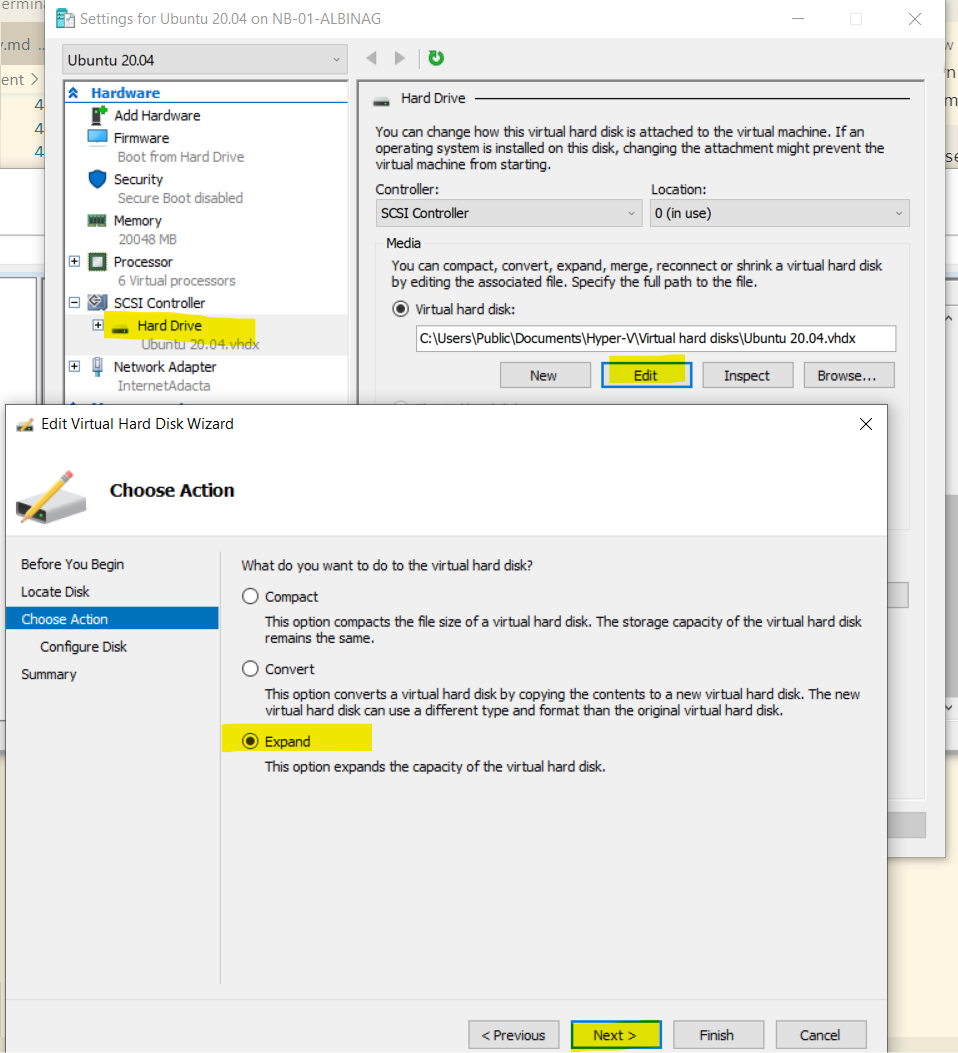 Settings for Ubuntu 20.04 on NB-01-ALBINAG
.md ...
ent >
4
4
4
Ubuntu 20.04
Hardware
Add Hardware
Firmware
Boot from Hard Drive
Security
Secure Boot disabled
Memory
20048 MB
Processor
6 Virtual processors
SCSI Controller
Hard Drive
Ubuntu 20.04.vhdx
Network Adapter
InternetAdacta
Hard Drive
You can change how this virtual hard disk is attached to the virtual machine. If an
operating system is installed on this disk, changing the attachment might prevent the
virtual machine from starting.
Controller:
Location:
SCSI Controller
0 (in use)
Media
You can compact, convert, expand, merge, reconnect or shrink a virtual hard disk
by editing the associated file. Specify the full path to the file.
Virtual hard disk:
C:\Users\Public\Documents\Hyper-V\Virtual hard disks\Ubuntu 20.04.vhdx
New
Edit
Inspect
Browse...
Edit Virtual Hard Disk Wizard
Choose Action
Before You Begin
Locate Disk
Choose Action
Configure Disk
Summary
What do you want to do to the virtual hard disk?
Compact
This option compacts the file size of a virtual hard disk. The storage capacity of the virtual hard disk
remains the same.
Convert
This option converts a virtual hard disk by copying the contents to a new virtual hard disk. The new
virtual hard disk can use a different type and format than the original virtual hard disk.
Expand
This option expands the capacity of the virtual hard disk.
< Previous
Next >
Finish
Cancel